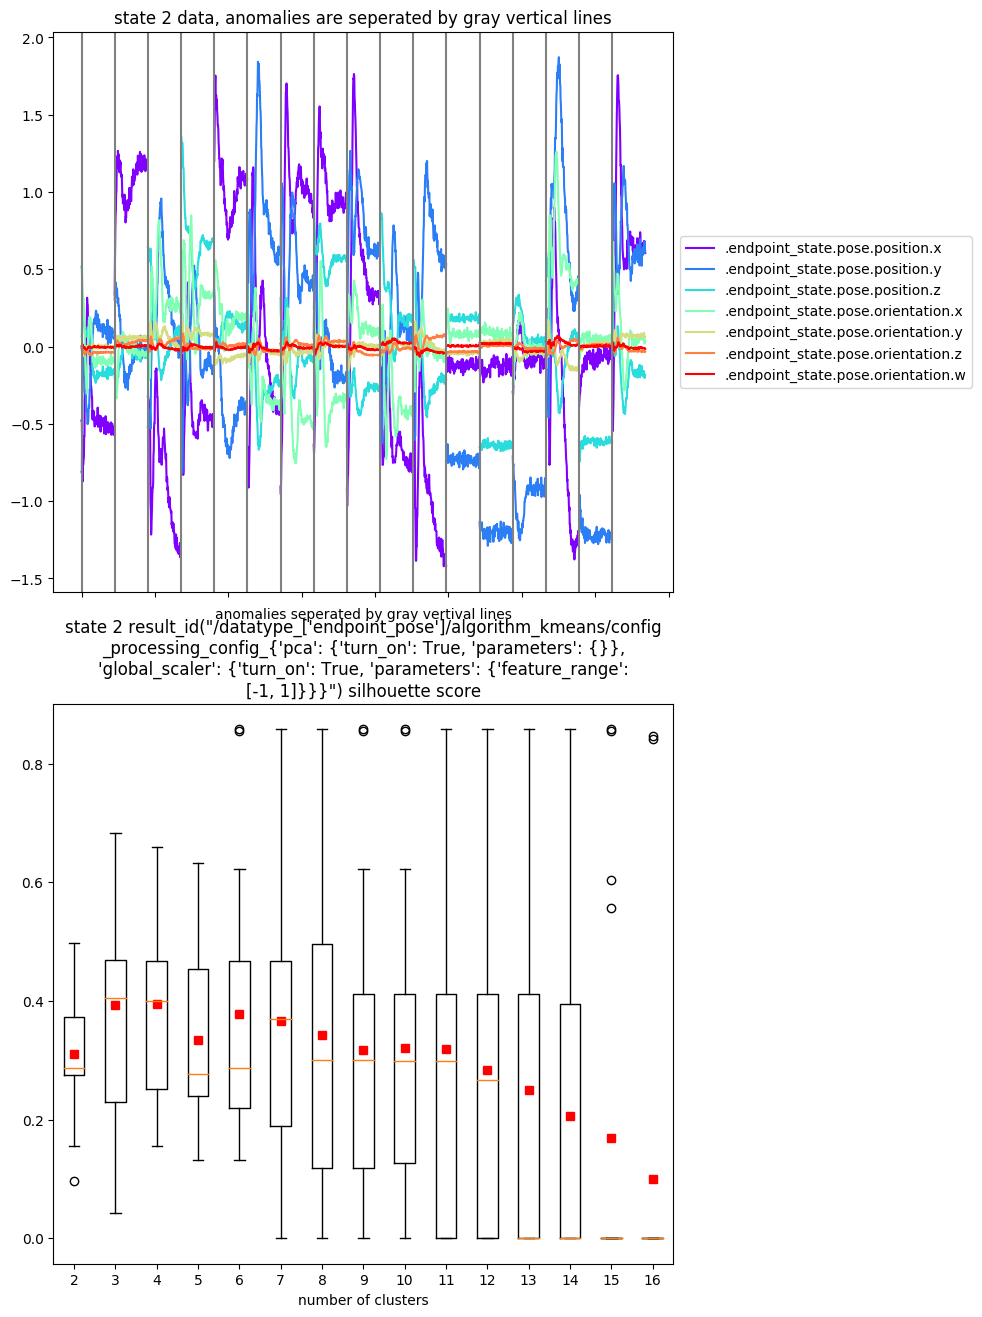 state 2 data, anomalies are seperated by gray vertical lines
2.0
1.5
1.0
0.5
0.0
−0.5
−1.0
−1.5
.endpoint_state.pose.position.x
.endpoint_state.pose.position.y
.endpoint_state.pose.position.z
.endpoint_state.pose.orientation.x
.endpoint_state.pose.orientation.y
.endpoint_state.pose.orientation.z
.endpoint_state.pose.orientation.w
anomalies seperated by gray vertival lines
state 2 result_id("/datatype_['endpoint_pose']/algorithm_kmeans/config
_processing_config_{'pca': {'turn_on': True, 'parameters': {}},
'global_scaler': {'turn_on': True, 'parameters': {'feature_range':
[-1, 1]}}}") silhouette score
0.8
0.6
0.4
0.2
0.0
2 3 4 5 6 7 8 9 10 11 12 13 14 15 16
number of clusters